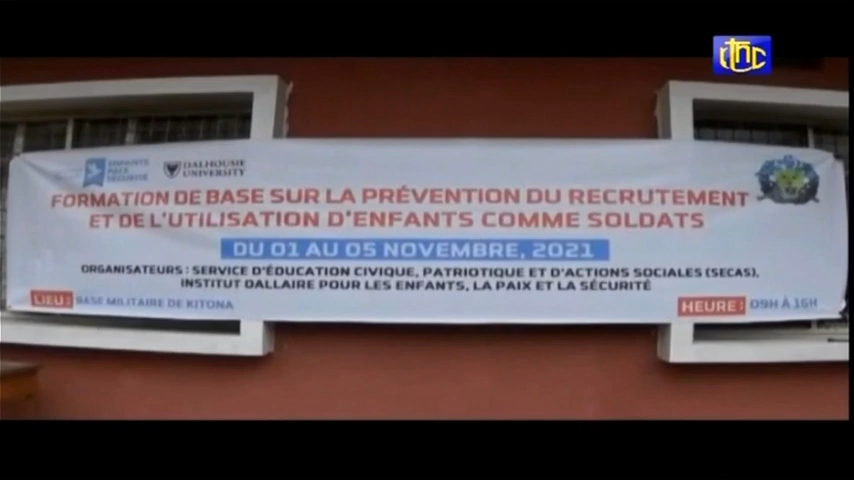 rtnc
ENFANTS
PAIX
SÉCURITÉ
DALHOUSIE
UNIVERSITY
FORMATION DE BASE SUR LA PRÉVENTION DU RECRUTEMENT
ET DE L'UTILISATION D'ENFANTS COMME SOLDATS
DU 01 AU 05 NOVEMBRE, 2021
ORGANISATEURS : SERVICE D'ÉDUCATION CIVIQUE, PATRIOTIQUE ET D'ACTIONS SOCIALES (SECAS),
INSTITUT DALLAIRE POUR LES ENFANTS, LA PAIX ET LA SÉCURITÉ
LIEU : BASE MILITAIRE DE KITONA
HEURE : 09H À 16H